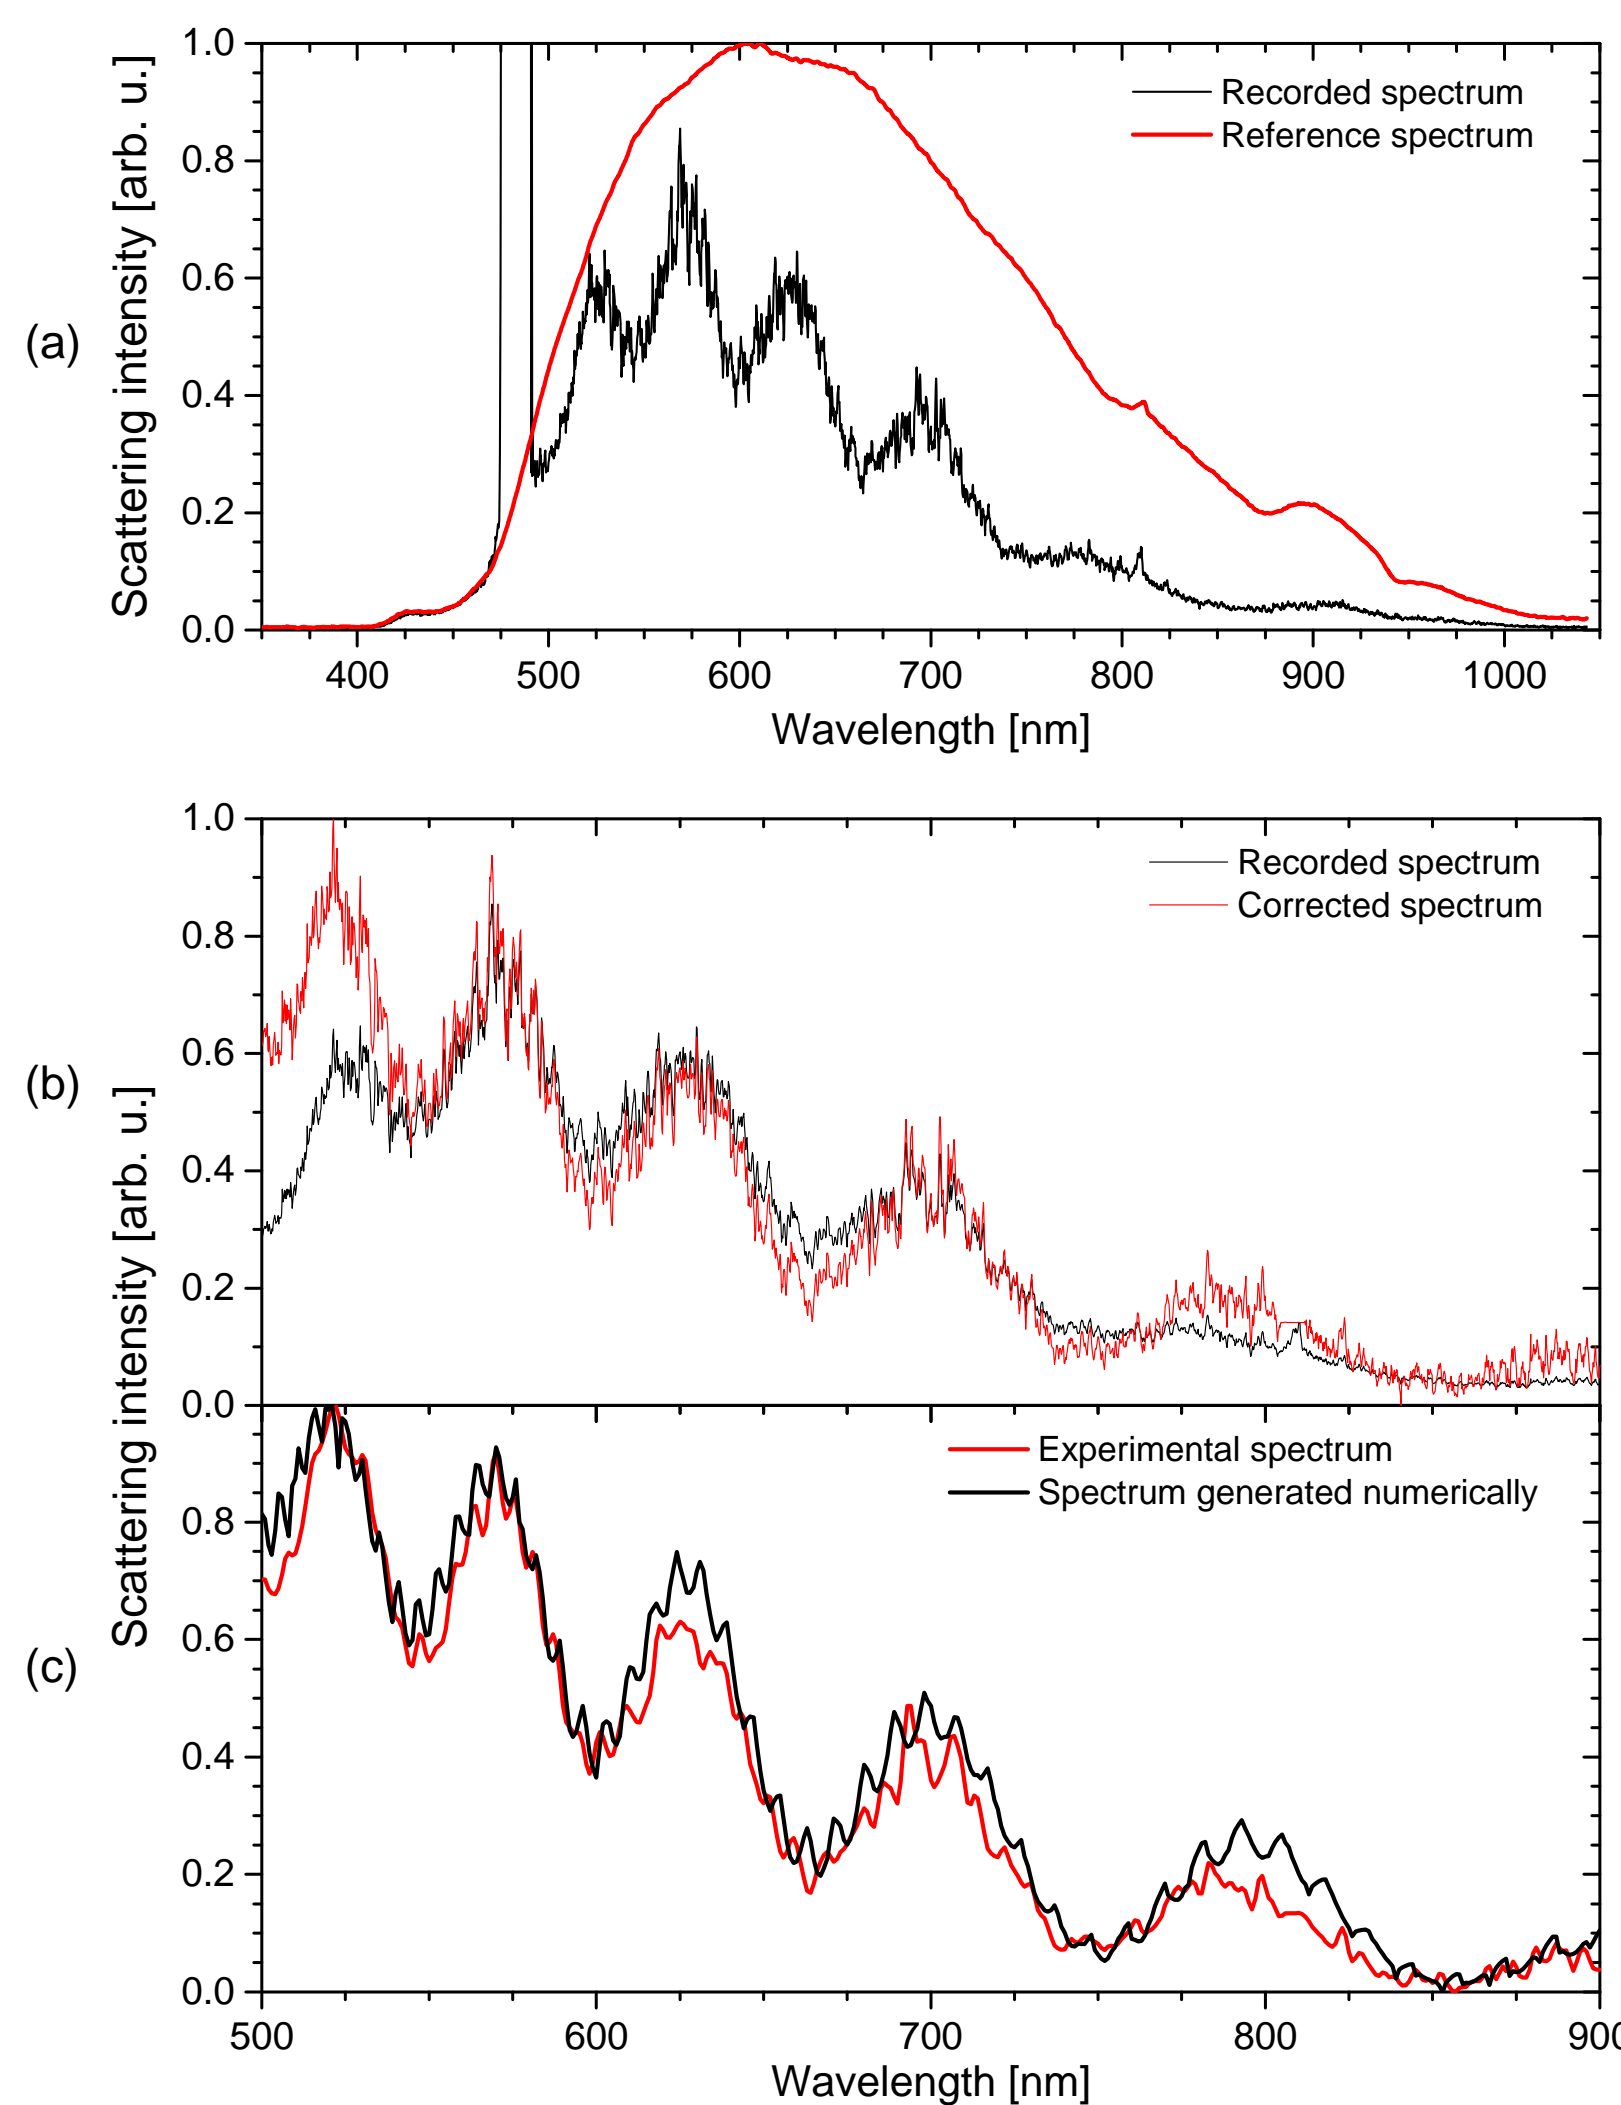 (a)
Scattering intensity [arb. u.]
1.0
0.8
0.6
0.4
0.2
0.0
Recorded spectrum
Reference spectrum
400 500 600 700 800 900 1000
Wavelength [nm]
(b)
(c)
Scattering intensity [arb. u.]
1.0
0.8
0.6
0.4
0.2
0.0
Recorded spectrum
Corrected spectrum
0.8
0.6
0.4
0.2
0.0
Experimental spectrum
Spectrum generated numerically
500 600 700 800 900
Wavelength [nm]